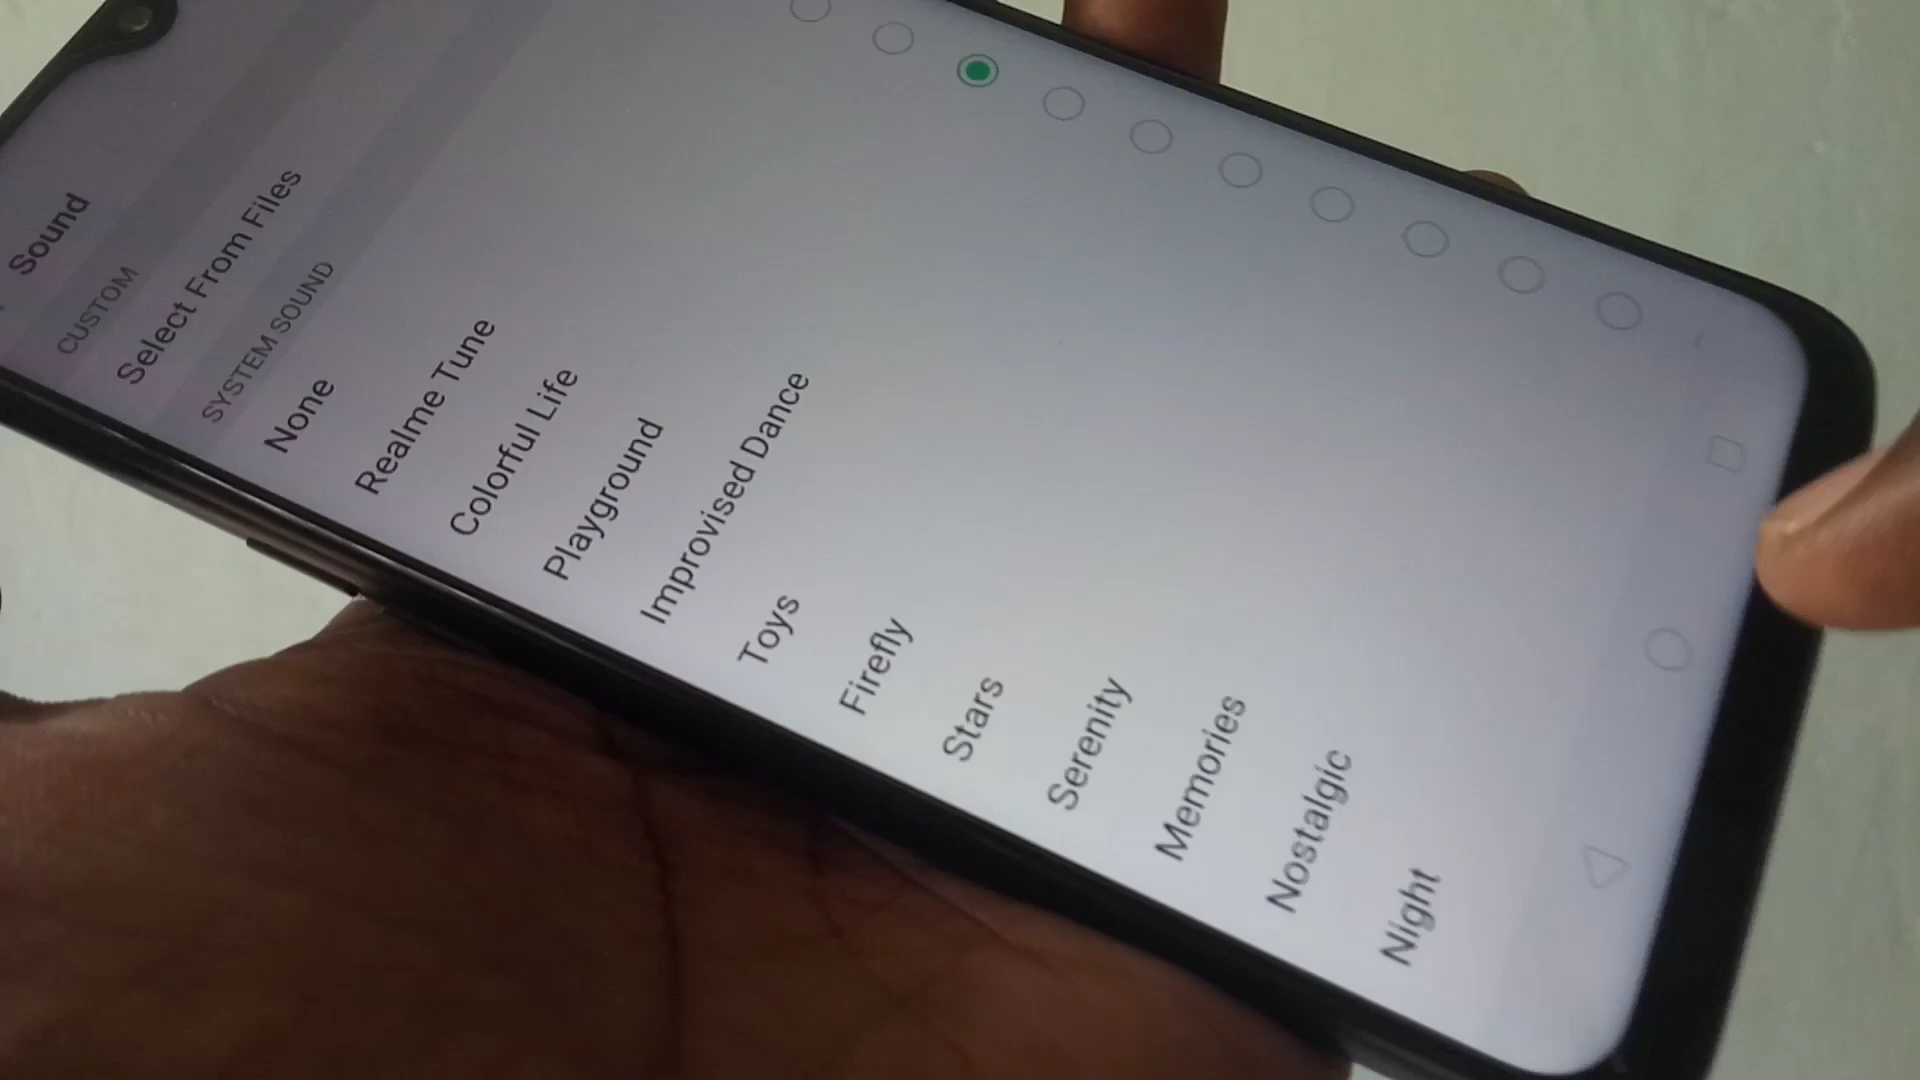 Sound
CUSTOM
Select From Files
SYSTEM SOUND
None
Realme Tune
Colorful Life
Playground
Improvised Dance
Toys
Firefly
Stars
Serenity
Memories
Nostalgic
Night